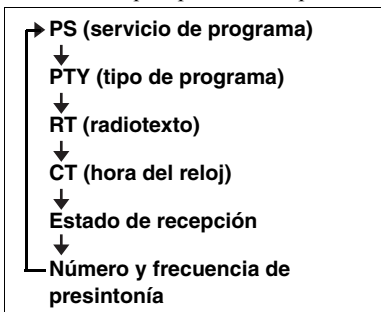 PS (servicio de programa)
PTY (tipo de programa)
RT (radiotexto)
CT (hora del reloj)
Estado de recepción
Número y frecuencia de
presintonía